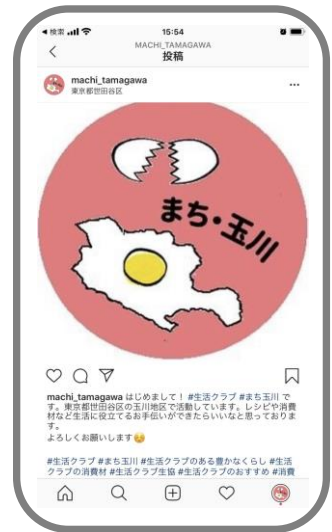 検索
15:54
MACHI_TAMAGAWA
投稿
machi_tamagawa
東京都世田谷区
まち・玉川
machi_tamagawa はじめまして！ #生活クラブ #まち玉川 で
す。東京都世田谷区の玉川地区で活動しています。レシピや消費
材など生活に役立てるお手伝いができたらいいなと思っておりま
す。
よろしくお願いします
#生活クラブ #まち玉川 #生活クラブのある豊かなくらし #生活
クラブの消費材 #生活クラブ生協 #生活クラブのおすすめ #消費